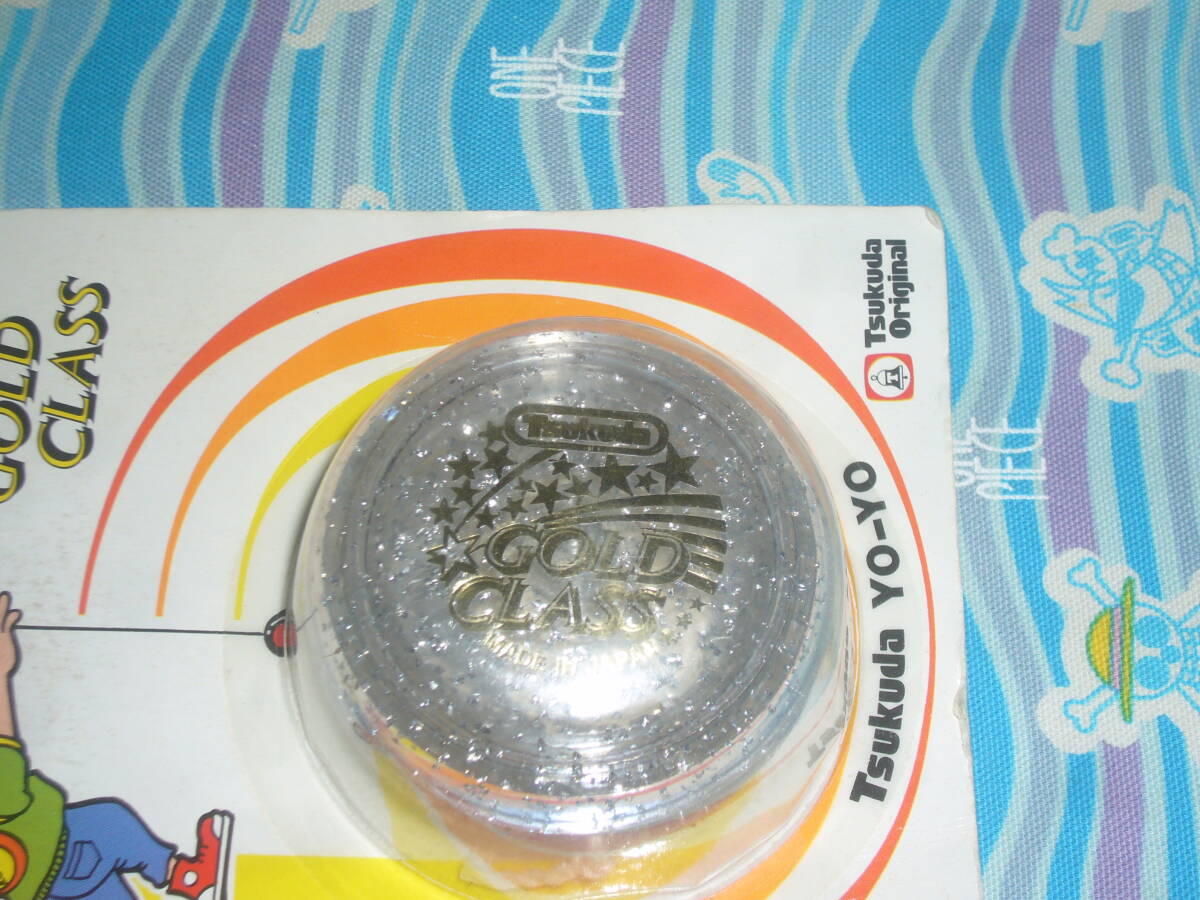 ONE
PIECE
GOLD
CLASS
Tsukuda
Original
Tsukuda
GOLD
CLASS
MADE IN JAPAN
Tsukuda YO-YO
ONE
PIECE